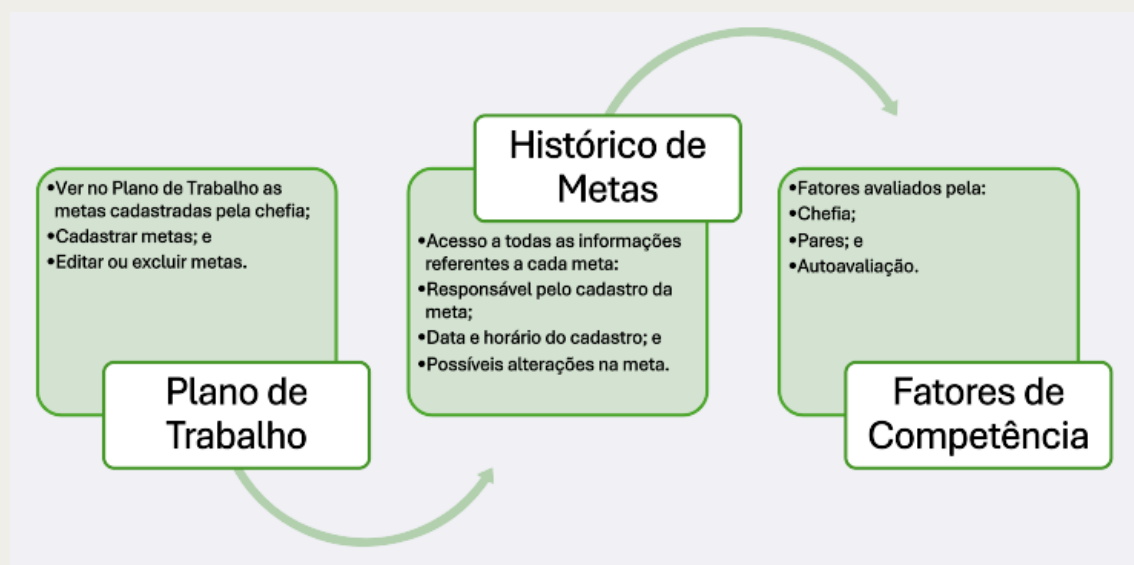 •Ver no Plano de Trabalho as
metas cadastradas pela chefia;
•Cadastrar metas; e
•Editar ou excluir metas.
Plano de
Trabalho
Histórico de
Metas
•Acesso a todas as informações
referentes a cada meta:
•Responsável pelo cadastro da
meta;
•Data e horário do cadastro; e
•Possíveis alterações na meta.
•Fatores avaliados pela:
•Chefia;
•Pares; e
•Autoavaliação.
Fatores de
Competência